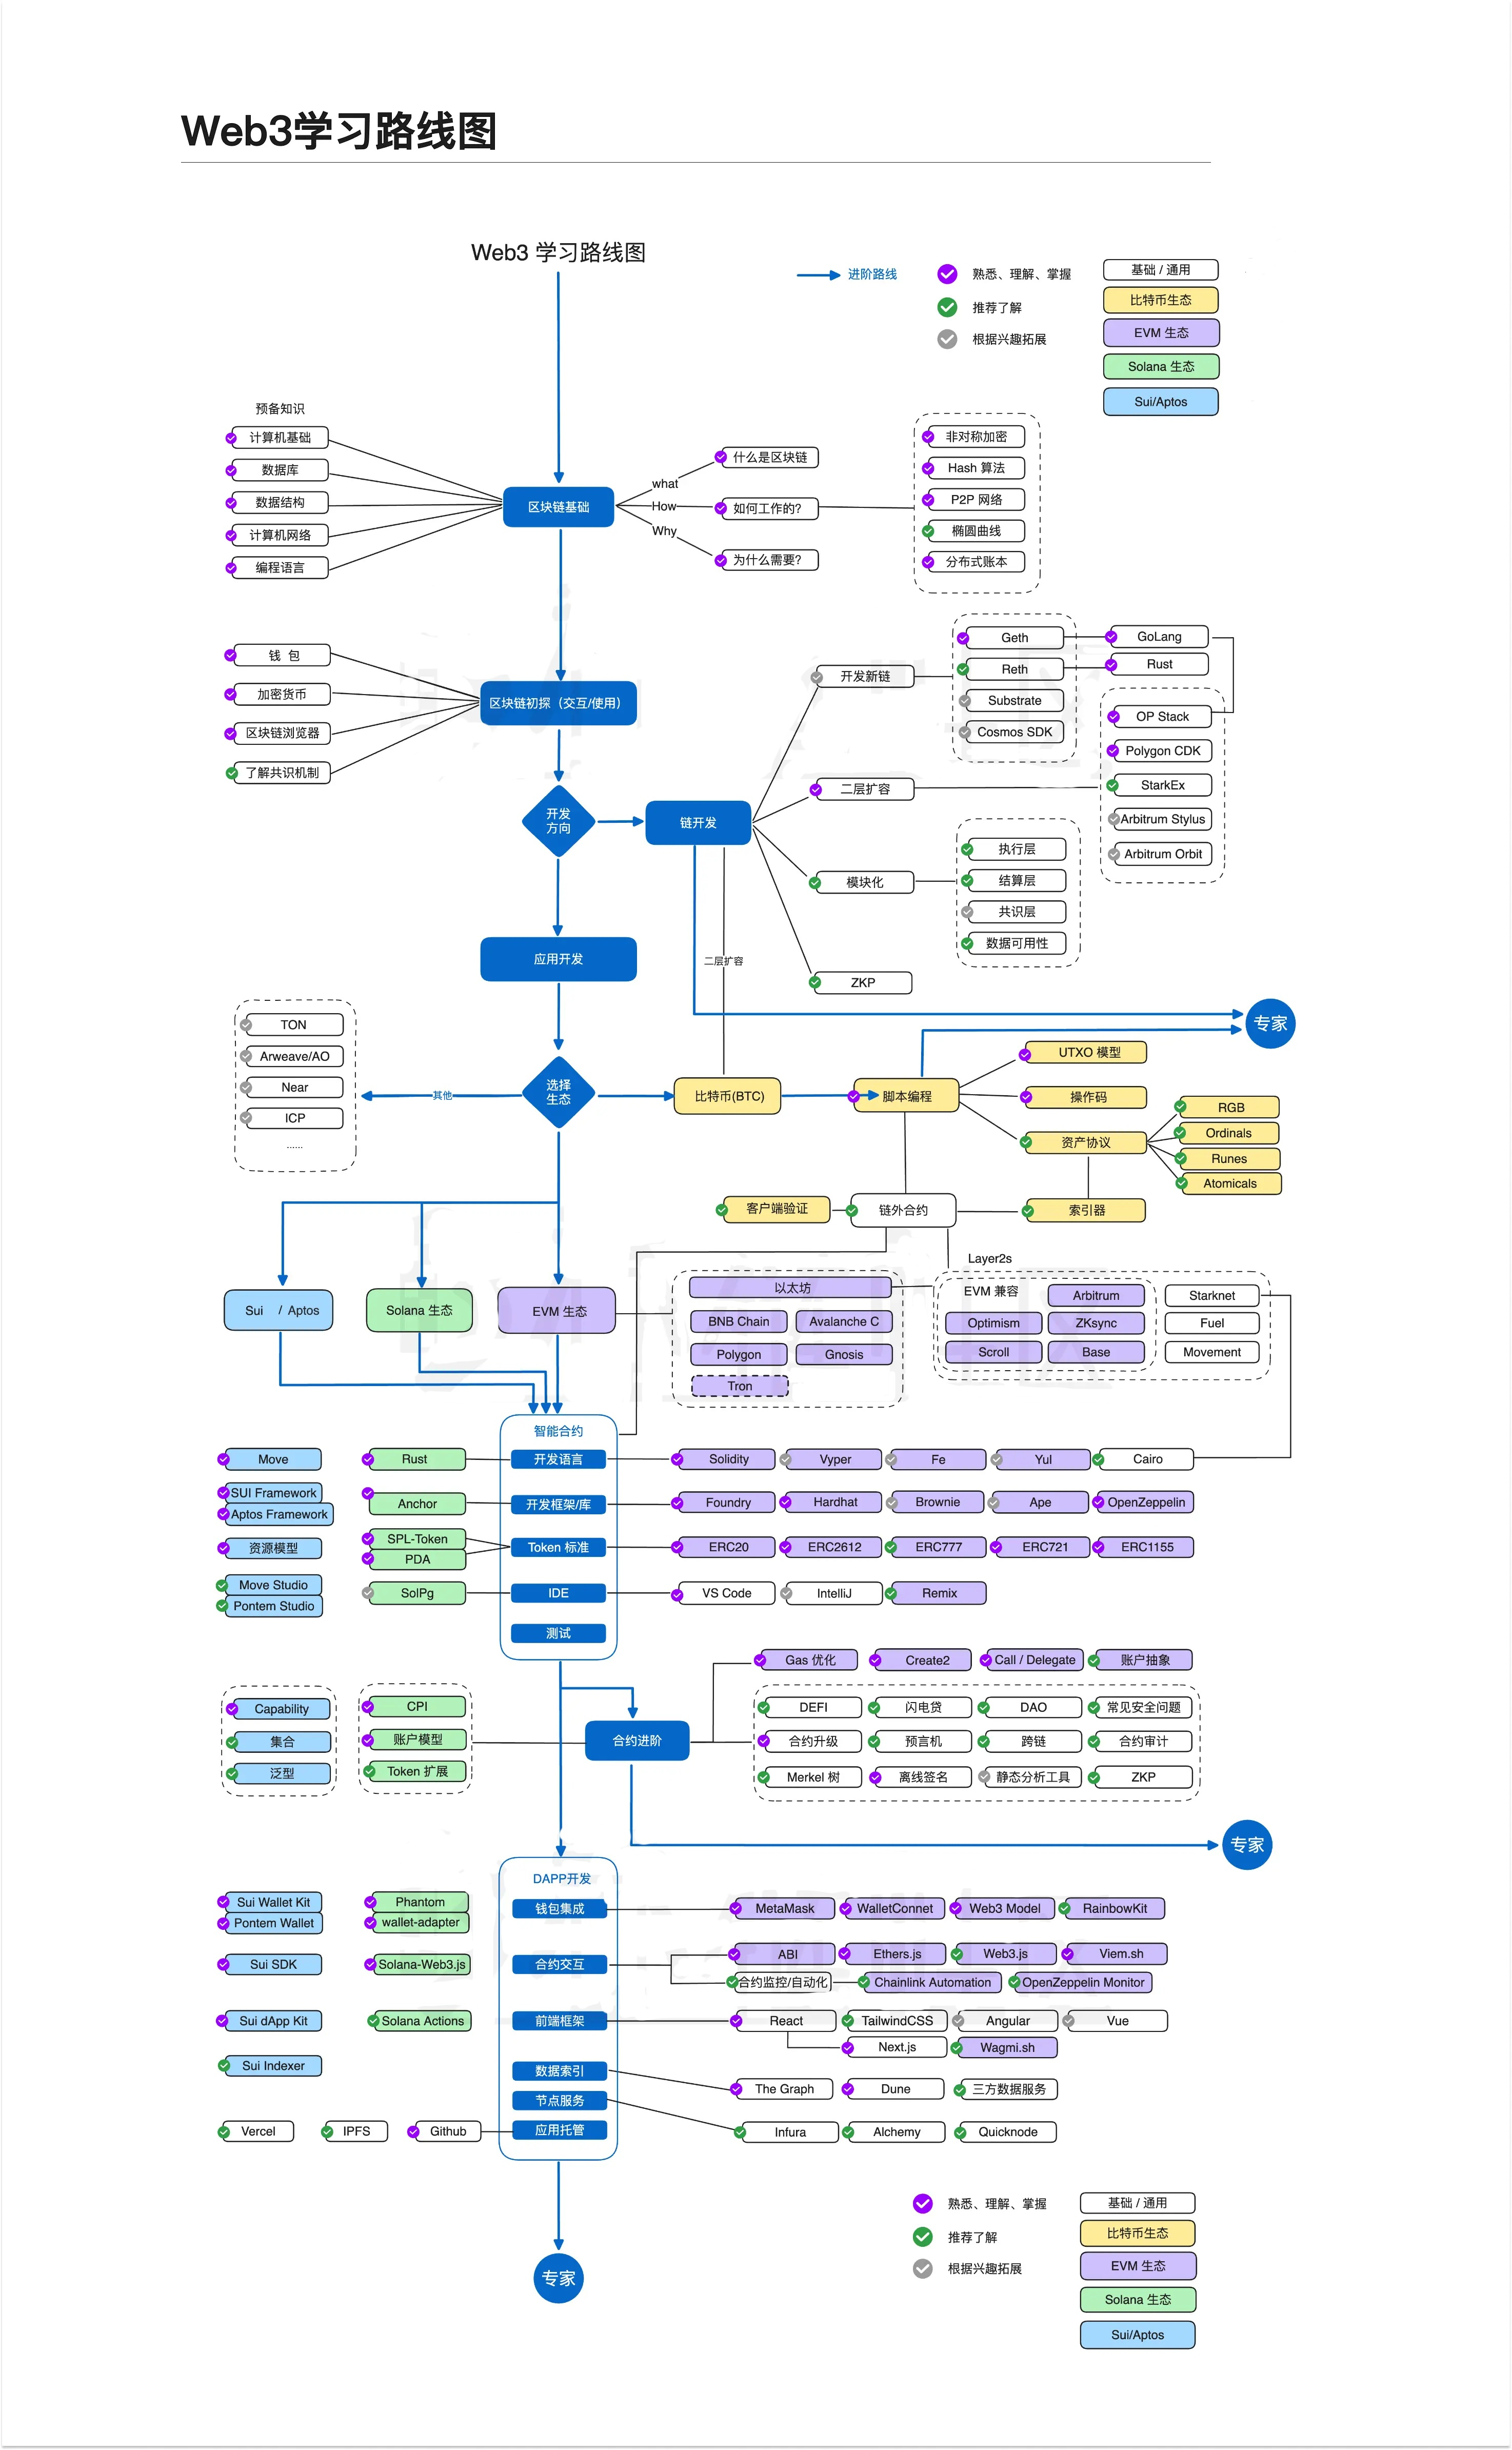 Web3学习路线图
Web3 学习路线图
进阶路线
熟悉、理解、掌握
推荐了解
根据兴趣拓展
基础 / 通用
比特币生态
EVM 生态
Solana 生态
Sui/Aptos
预备知识
计算机基础
数据库
数据结构
计算机网络
编程语言
区块链基础
what
How
Why
什么是区块链
如何工作的?
为什么需要?
非对称加密
Hash 算法
P2P 网络
椭圆曲线
分布式账本
钱 包
加密货币
区块链浏览器
了解共识机制
区块链初探（交互/使用）
开发
方向
链开发
开发新链
二层扩容
模块化
ZKP
Geth
Reth
Substrate
Cosmos SDK
GoLang
Rust
OP Stack
Polygon CDK
StarkEx
Arbitrum Stylus
Arbitrum Orbit
执行层
结算层
共识层
数据可用性
二层扩容
应用开发
专家
TON
Arweave/AO
Near
ICP
......
其他
选择
生态
比特币(BTC)
脚本编程
UTXO 模型
操作码
资产协议
RGB
Ordinals
Runes
Atomicals
客户端验证
链外合约
索引器
Sui / Aptos
Solana 生态
EVM 生态
以太坊
BNB Chain
Avalanche C
Polygon
Gnosis
Tron
Layer2s
EVM 兼容
Arbitrum
Optimism
ZKsync
Scroll
Base
Starknet
Fuel
Movement
智能合约
Move
Rust
开发语言
Solidity
Vyper
Fe
Yul
Cairo
SUI Framework
Aptos Framework
Anchor
开发框架/库
Foundry
Hardhat
Brownie
Ape
OpenZeppelin
资源模型
SPL-Token
PDA
Token 标准
ERC20
ERC2612
ERC777
ERC721
ERC1155
Move Studio
Pontem Studio
SolPg
IDE
VS Code
IntelliJ
Remix
测试
Gas 优化
Create2
Call / Delegate
账户抽象
Capability
集合
泛型
CPI
账户模型
Token 扩展
合约进阶
DEFI
闪电贷
DAO
常见安全问题
合约升级
预言机
跨链
合约审计
Merkel 树
离线签名
静态分析工具
ZKP
专家
DAPP开发
Sui Wallet Kit
Pontem Wallet
Phantom
wallet-adapter
钱包集成
MetaMask
WalletConnet
Web3 Model
RainbowKit
Sui SDK
Solana-Web3.js
合约交互
ABI
Ethers.js
Web3.js
Viem.sh
合约监控/自动化
Chainlink Automation
OpenZeppelin Monitor
Sui dApp Kit
Solana Actions
前端框架
React
TailwindCSS
Angular
Vue
Next.js
Wagmi.sh
Sui Indexer
数据索引
The Graph
Dune
三方数据服务
节点服务
Infura
Alchemy
Quicknode
Vercel
IPFS
Github
应用托管
专家
熟悉、理解、掌握
推荐了解
根据兴趣拓展
基础 / 通用
比特币生态
EVM 生态
Solana 生态
Sui/Aptos